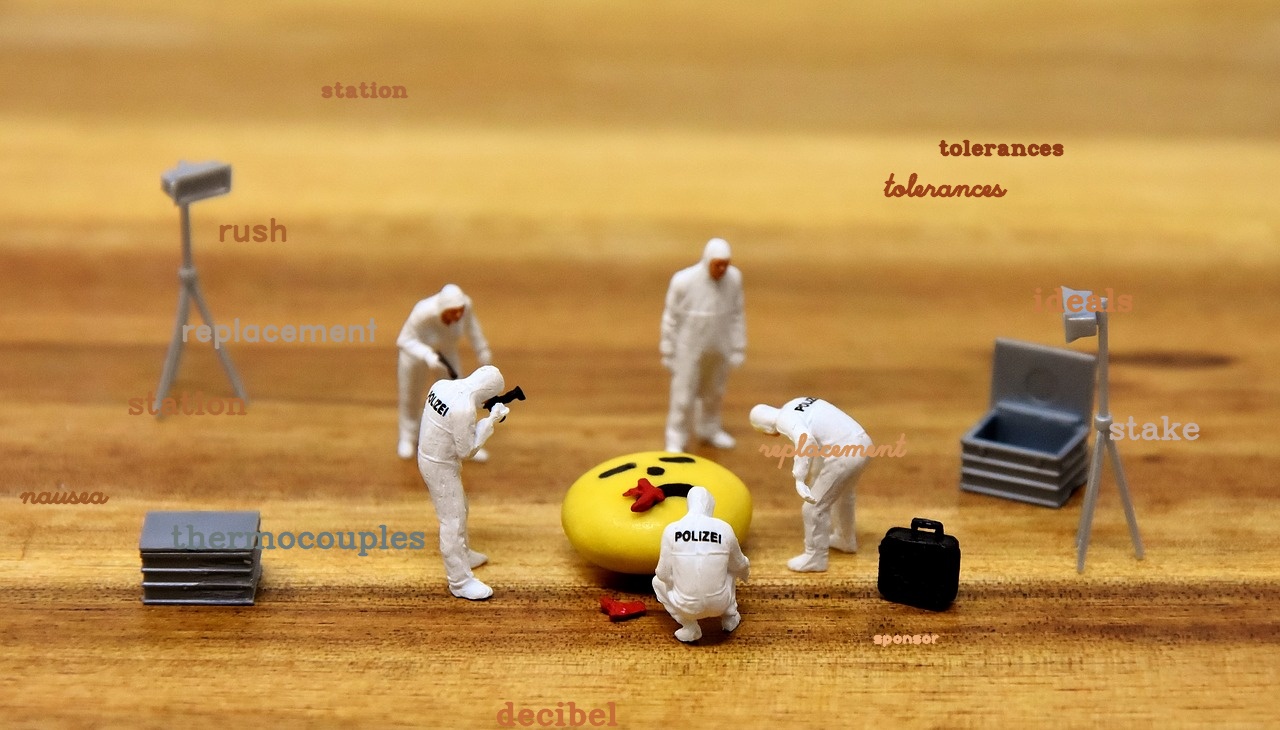 station
tolerances
tolerances
rush
ideals
replacement
station
POLIZEI
POLIZEI
stake
replacement
nausea
thermocouples
POLIZEI
sponsor
decibel